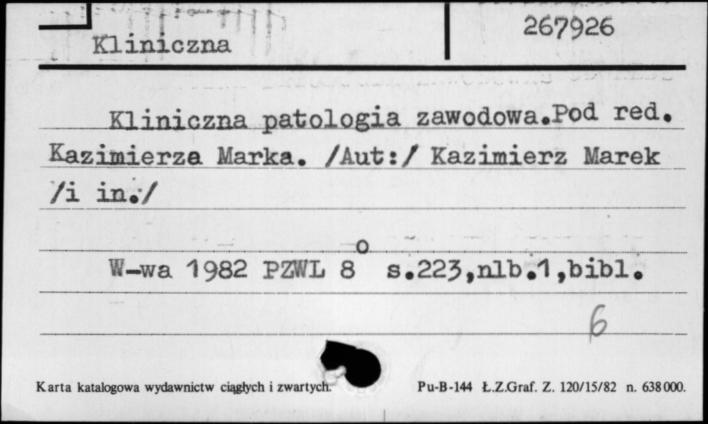 267926
Kliniczna
Kliniczna patologia zawodowa.Pod red.
Kazimierza Marka. /Aut:/ Kazimierz Marek
/i in./
W-wa 1982 PZWL 8o s.223,nlb.1,bibl.
6
Karta katalogowa wydawnictw ciągłych i zwartych.
Pu-B-144 Ł.Z.Graf. Z. 120/15/82 n. 638000.